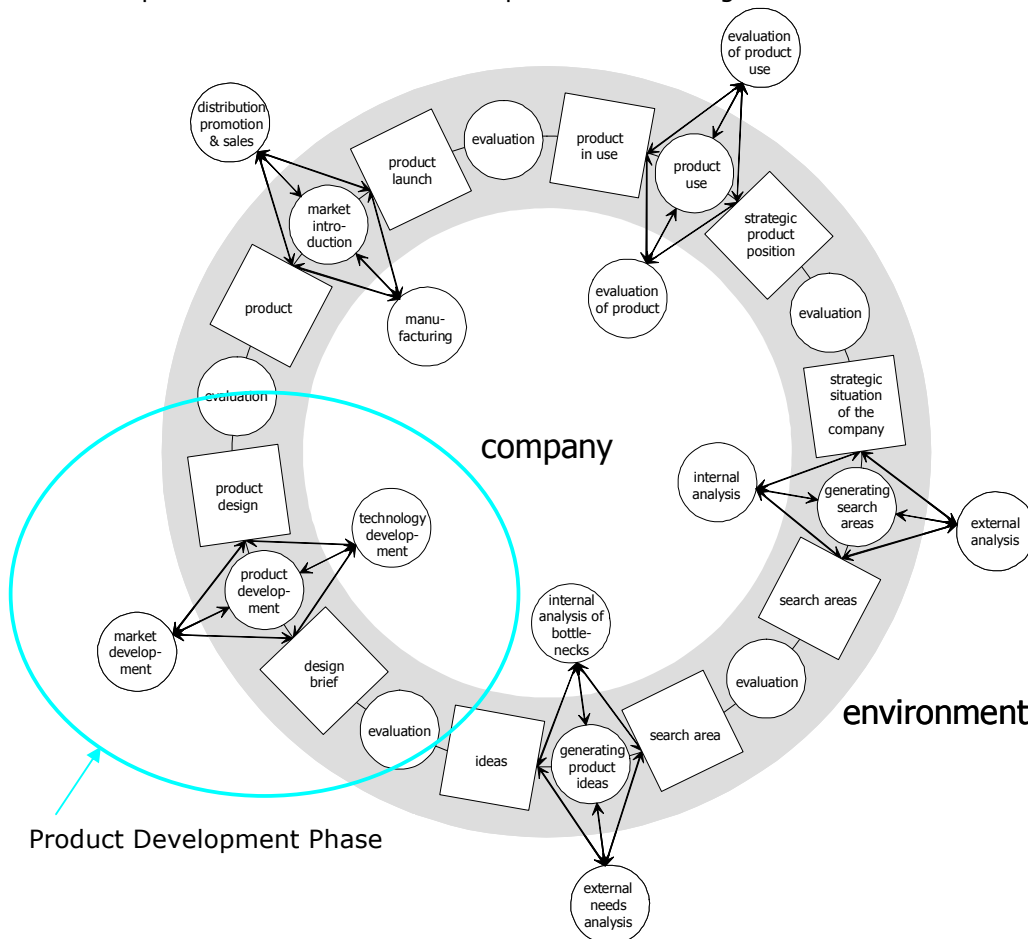 evaluation
of product
use
distribution
promotion
& sales
evaluation
product
in use
product
launch
product
use
market
intro-
duction
strategic
product
position
evaluation
of product
product
manu-
facturing
evaluation
evaluation
strategic
situation
of the
company
company
internal
analysis
generating
search
areas
external
analysis
product
design
technology
develop-
ment
product
develop-
ment
search areas
internal
analysis of
bottle-
necks
market
develop-
ment
design
brief
evaluation
environment
evaluation
ideas
generating
product
ideas
search area
Product Development Phase
external
needs
analysis